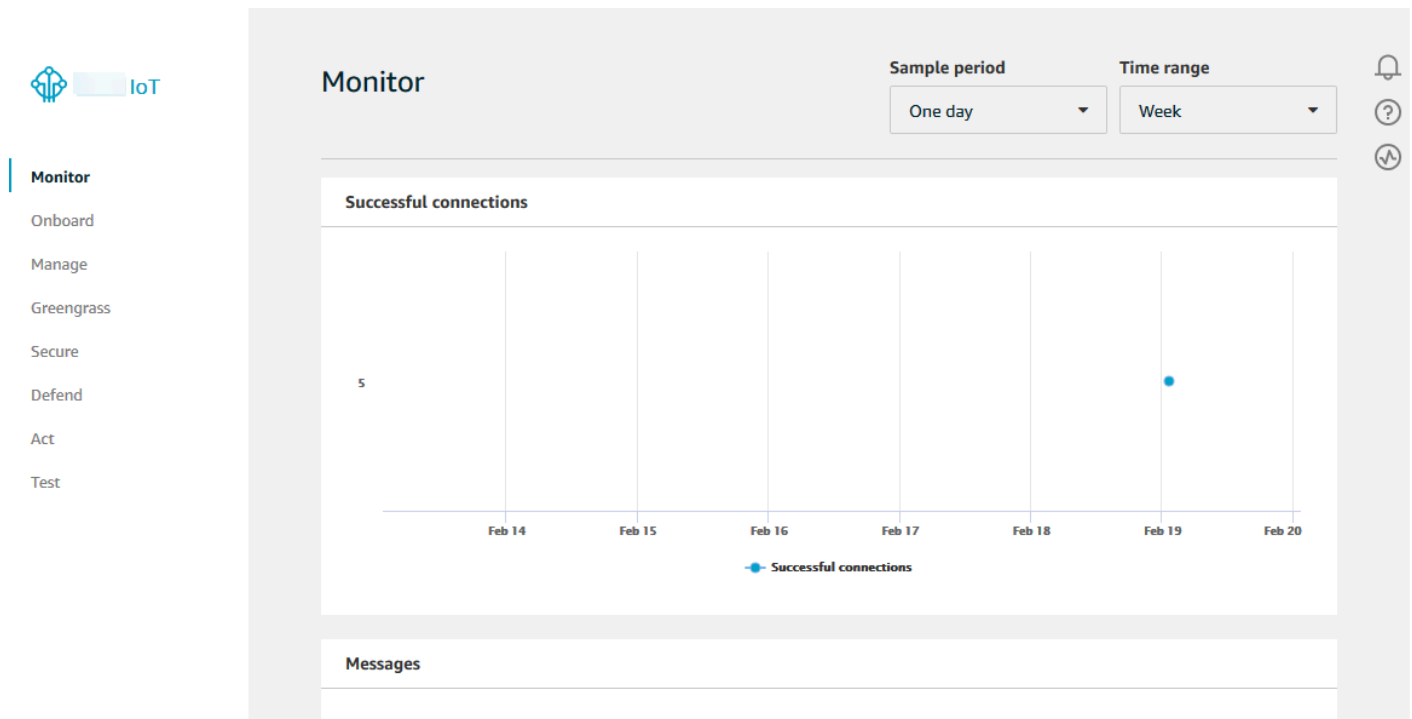 IoT
Monitor
Onboard
Manage
Greengrass
Secure
Defend
Act
Test
Monitor
Sample period
One day
Time range
Week
Successful connections
5
Feb 14 Feb 15 Feb 16 Feb 17 Feb 18 Feb 19 Feb 20
Successful connections
Messages